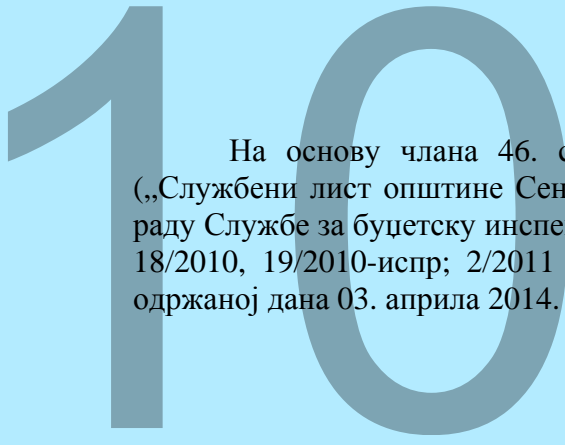 10
На основу члана 46. с
(„Службени лист општине Сен
раду Службе за буџетску инспе
18/2010, 19/2010-испр; 2/2011
одржаној дана 03. априла 2014.